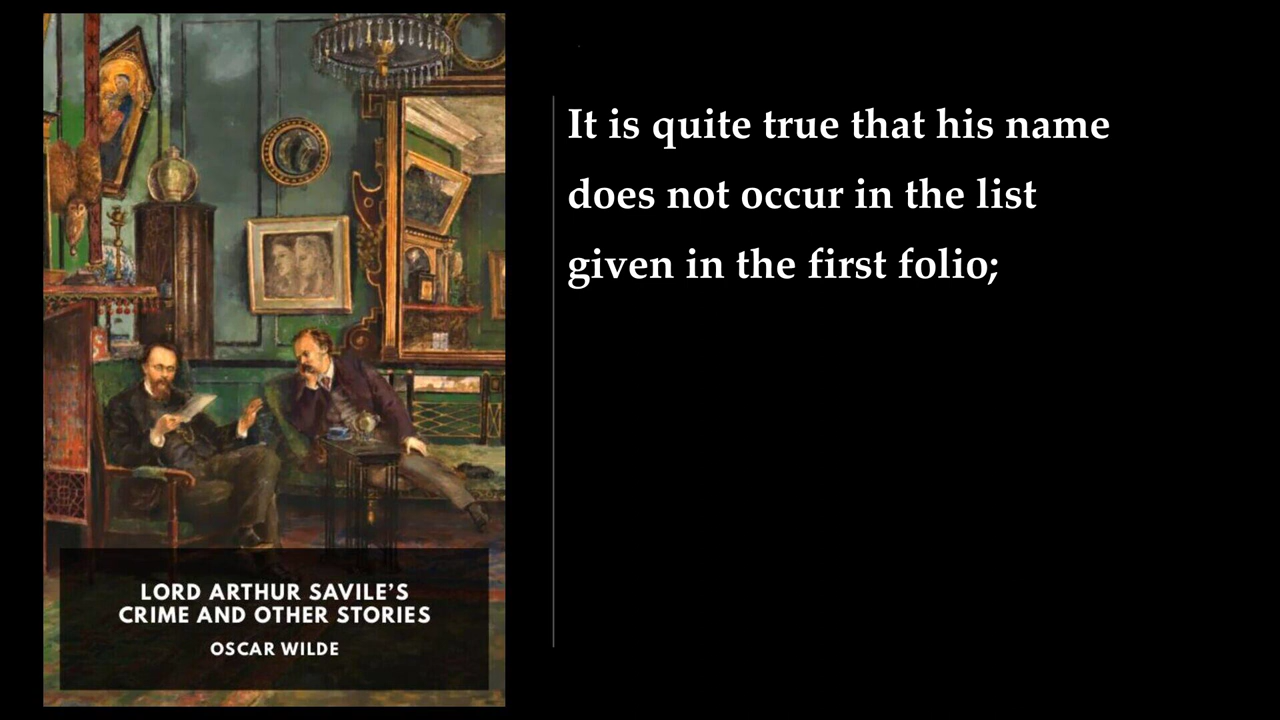 LORD ARTHUR SAVILE’S
CRIME AND OTHER STORIES
OSCAR WILDE
It is quite true that his name
does not occur in the list
given in the first folio;